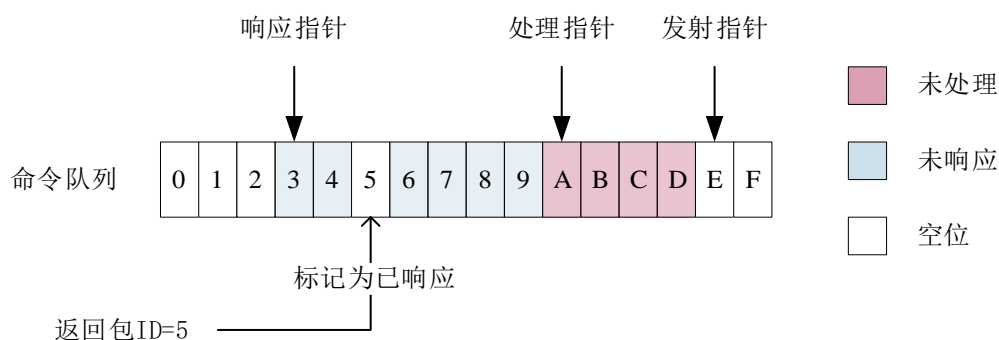 响应指针 处理指针 发射指针
未处理
命令队列 0 1 2 3 4 5 6 7 8 9 A B C D E F
未响应
空位
标记为已响应
返回包ID=5